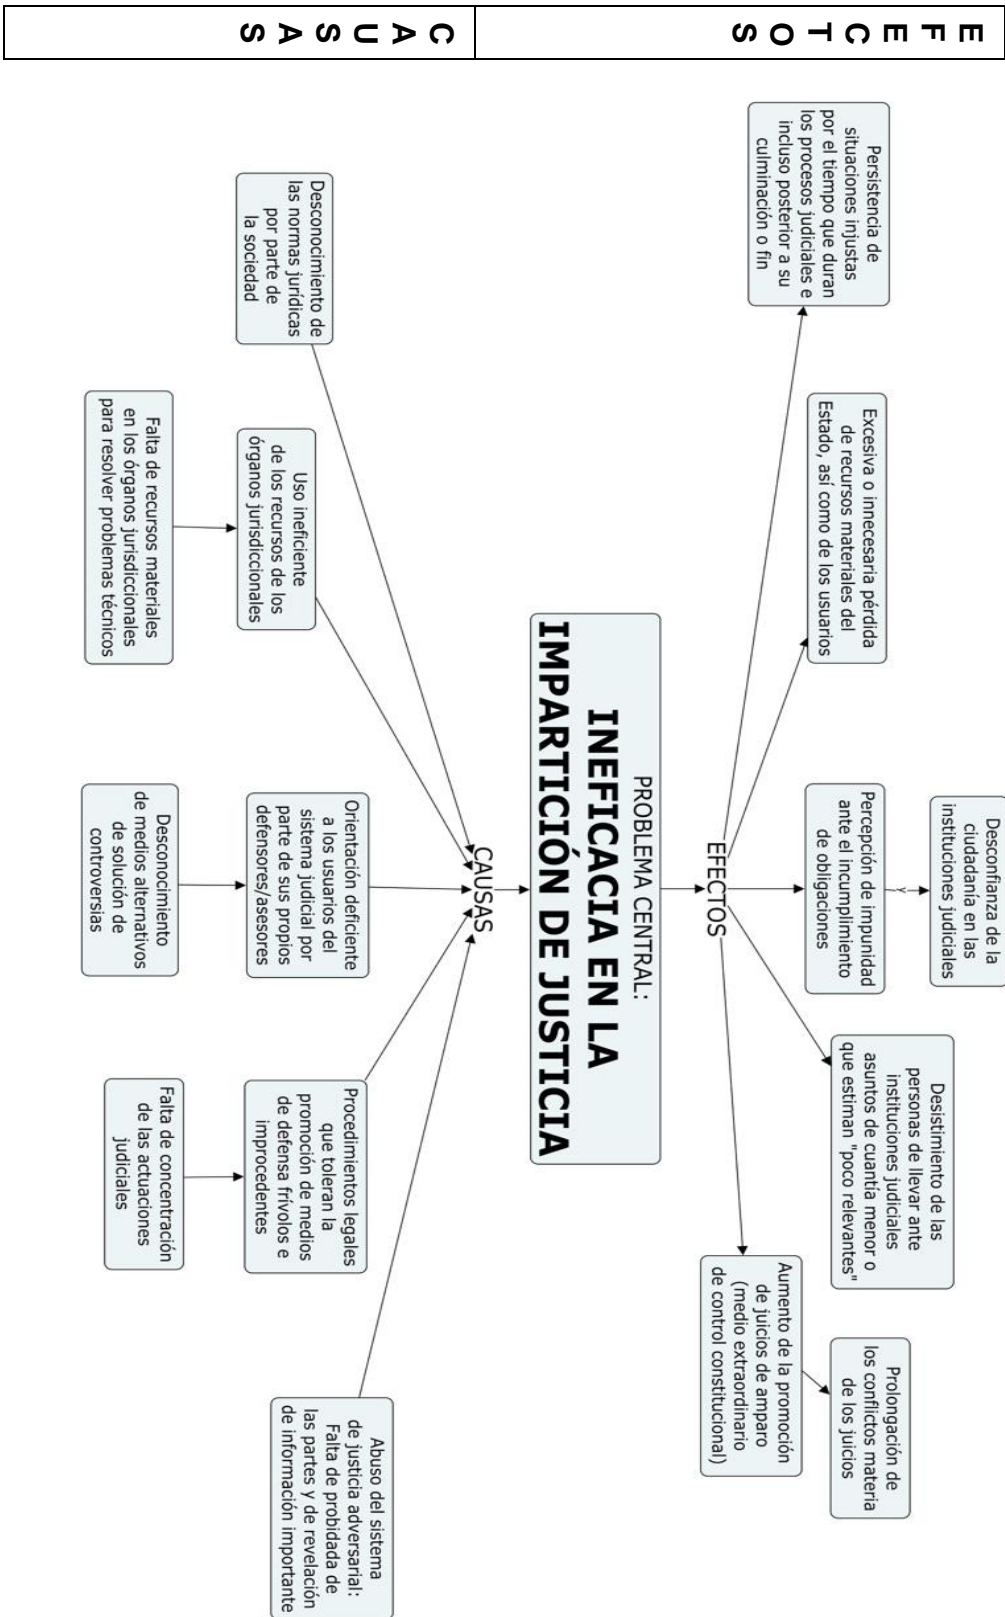 EFECTOS
CAUSAS
Desconfianza de la
ciudadanía en las
instituciones judiciales
Y
Persistencia de
situaciones injustas
por el tiempo que duran
los procesos judiciales e
incluso posterior a su
culminación o fin
Excesiva o innecesaria pérdida
de recursos materiales del
Estado, así como de los usuarios
Percepción de impunidad
ante el incumplimiento
de obligaciones
Desistimiento de las
personas de llevar ante
instituciones judiciales
asuntos de cuantía menor o
que estiman "poco relevantes"
Prolongación de
los conflictos materia
de los juicios
Aumento de la promoción
de juicios de amparo
(medio extraordinario
de control constitucional)
EFECTOS
PROBLEMA CENTRAL:
INEFICACIA EN LA
IMPARTICIÓN DE JUSTICIA
CAUSAS
Desconocimiento de
las normas jurídicas
por parte de
la sociedad
Uso ineficiente
de los recursos de los
órganos jurisdiccionales
Orientación deficiente
a los usuarios del
sistema judicial por
parte de sus propios
defensores/asesores
Procedimientos legales
que toleran la
promoción de medios
de defensa frívolos e
improcedentes
Abuso del sistema
de justicia adversarial:
Falta de probidada de
las partes y de revelación
de información importante
Falta de recursos materiales
en los órganos jurisdiccionales
para resolver problemas técnicos
Desconocimiento
de medios alternativos
de solución de
controversias
Falta de concentración
de las actuaciones
judiciales